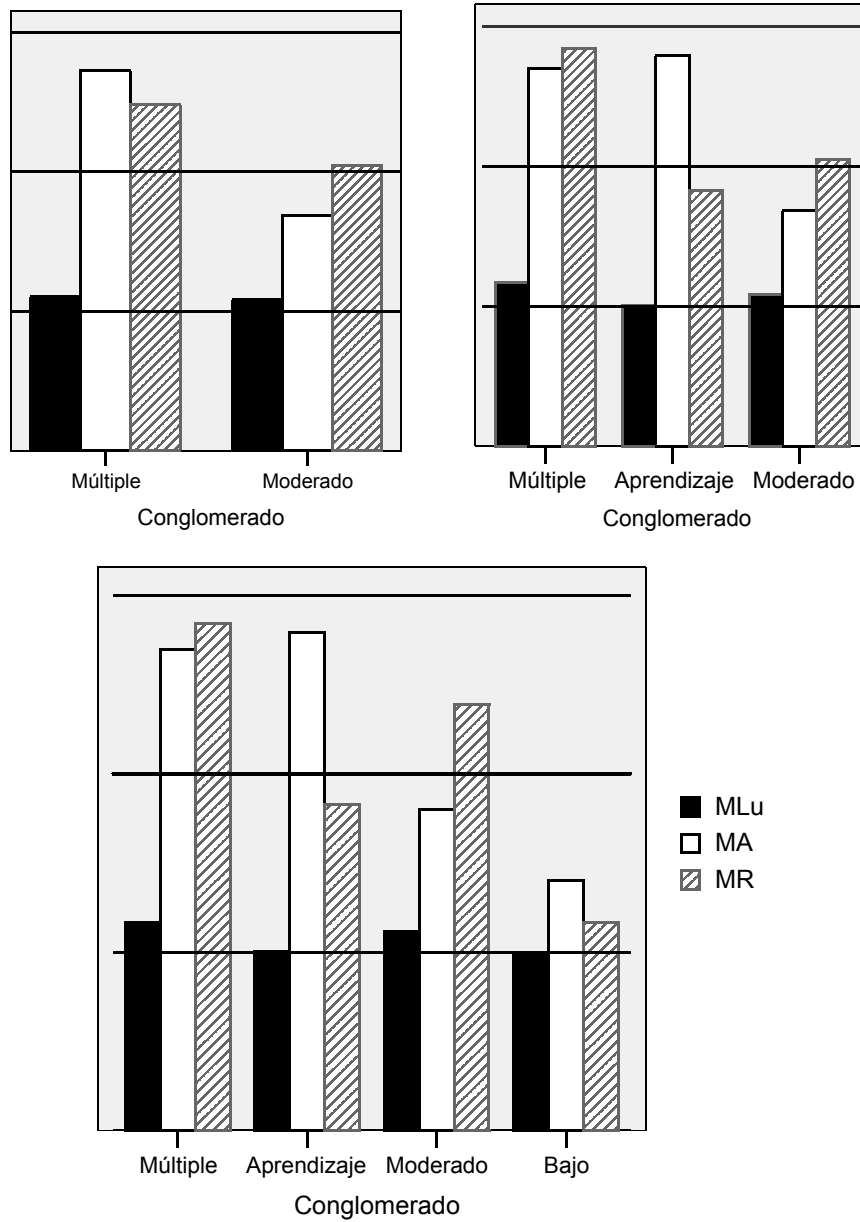 Múltiple Moderado
Conglomerado
Múltiple Aprendizaje Moderado
Conglomerado
MLu
MA
MR
Múltiple Aprendizaje Moderado Bajo
Conglomerado